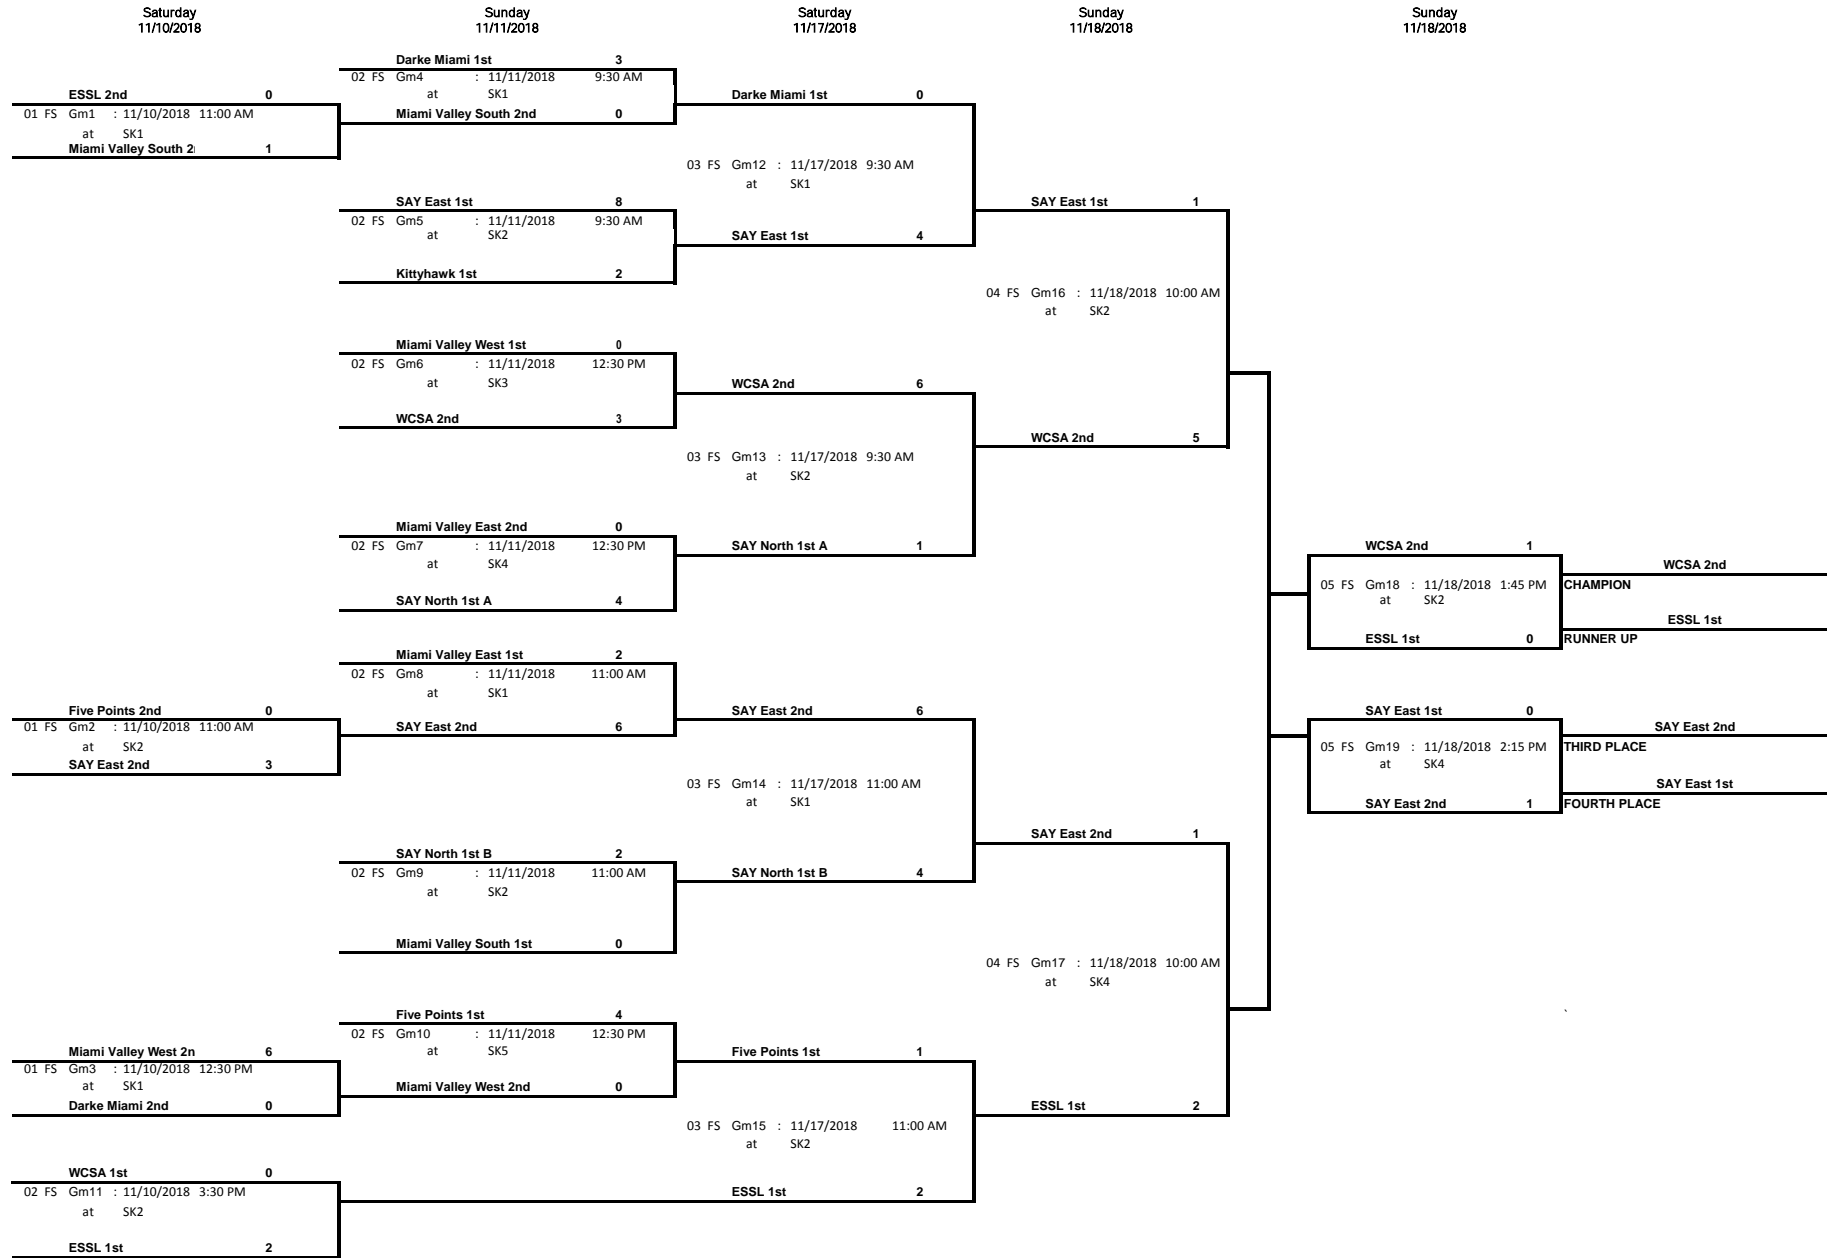 Saturday
11/10/2018
Sunday
11/11/2018
Saturday
11/17/2018
Sunday
11/18/2018
Sunday
11/18/2018
ESSL 2nd 0
01 FS Gm1 : 11/10/2018 11:00 AM
at SK1
Miami Valley South 2 1
Five Points 2nd 0
01 FS Gm2 : 11/10/2018 11:00 AM
at SK2
SAY East 2nd 3
Miami Valley West 2n 6
01 FS Gm3 : 11/10/2018 12:30 PM
at SK1
Darke Miami 2nd 0
WCSA 1st 0
02 FS Gm11 : 11/10/2018 3:30 PM
at SK2
ESSL 1st 2
Darke Miami 1st 3
02 FS Gm4 : 11/11/2018 9:30 AM
at SK1
Miami Valley South 2nd 0
SAY East 1st 8
02 FS Gm5 : 11/11/2018 9:30 AM
at SK2
Kittyhawk 1st 2
Miami Valley West 1st 0
02 FS Gm6 : 11/11/2018 12:30 PM
at SK3
WCSA 2nd 3
Miami Valley East 2nd 0
02 FS Gm7 : 11/11/2018 12:30 PM
at SK4
SAY North 1st A 4
Miami Valley East 1st 2
02 FS Gm8 : 11/11/2018 11:00 AM
at SK1
SAY East 2nd 6
SAY North 1st B 2
02 FS Gm9 : 11/11/2018 11:00 AM
at SK2
Miami Valley South 1st 0
Five Points 1st 4
02 FS Gm10 : 11/11/2018 12:30 PM
at SK5
Miami Valley West 2nd 0
Darke Miami 1st 0
03 FS Gm12 : 11/17/2018 9:30 AM
at SK1
SAY East 1st 4
WCSA 2nd 6
03 FS Gm13 : 11/17/2018 9:30 AM
at SK2
SAY North 1st A 1
SAY East 2nd 6
03 FS Gm14 : 11/17/2018 11:00 AM
at SK1
SAY North 1st B 4
Five Points 1st 1
03 FS Gm15 : 11/17/2018 11:00 AM
at SK2
ESSL 1st 2
SAY East 1st 1
04 FS Gm16 : 11/18/2018 10:00 AM
at SK2
WCSA 2nd 5
SAY East 2nd 1
04 FS Gm17 : 11/18/2018 10:00 AM
at SK4
ESSL 1st 2
WCSA 2nd 1
05 FS Gm18 : 11/18/2018 1:45 PM
at SK2
ESSL 1st 0
SAY East 1st 0
05 FS Gm19 : 11/18/2018 2:15 PM
at SK4
SAY East 2nd 1
WCSA 2nd
CHAMPION
ESSL 1st
RUNNER UP
SAY East 2nd
THIRD PLACE
SAY East 1st
FOURTH PLACE
`